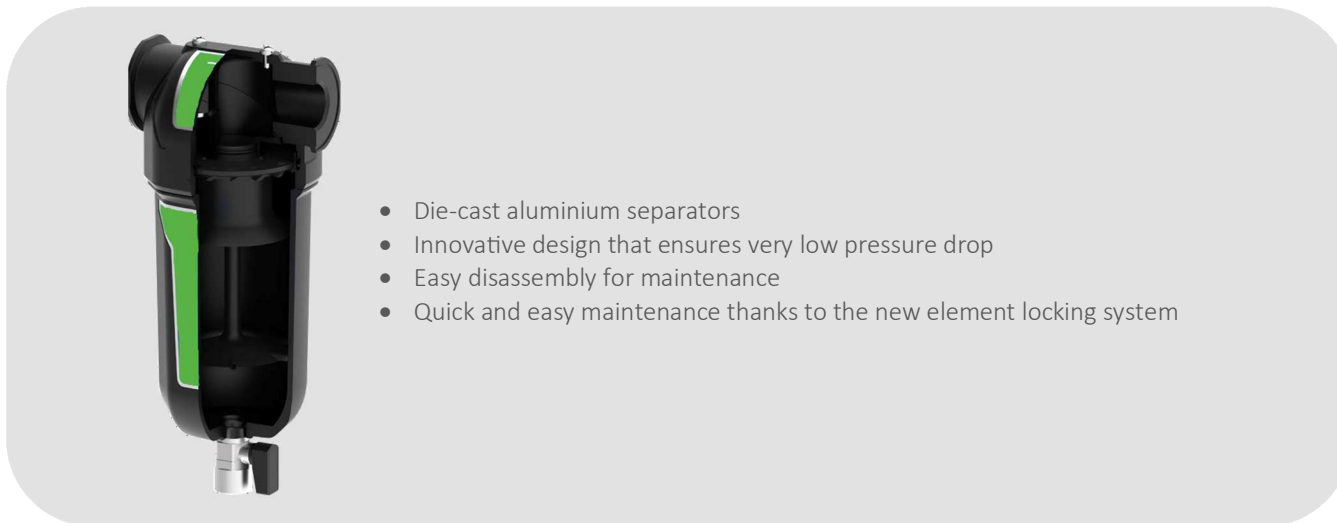 • Die-cast aluminium separators
• Innovative design that ensures very low pressure drop
• Easy disassembly for maintenance
• Quick and easy maintenance thanks to the new element locking system